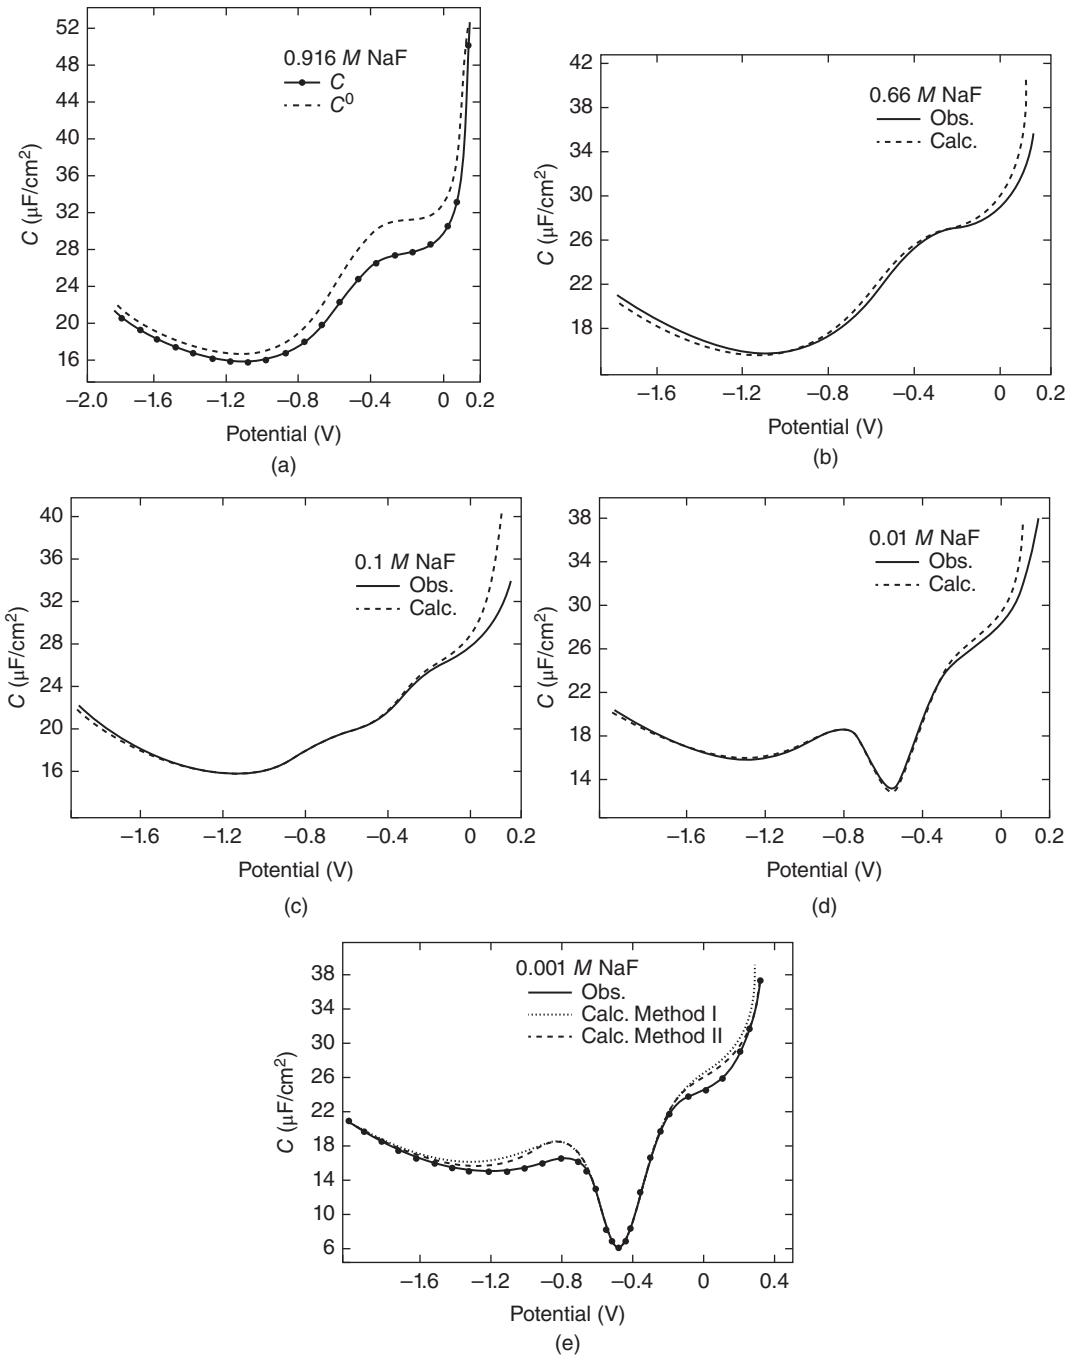 52
48
44
40
36
32
28
24
20
16
C (μF/cm²)
0.916 M NaF
C
C⁰
−2.0 −1.6 −1.2 −0.8 −0.4 0 0.2
Potential (V)
(a)
42
38
34
30
26
22
18
C (μF/cm²)
0.66 M NaF
Obs.
Calc.
−1.6 −1.2 −0.8 −0.4 0 0.2
Potential (V)
(b)
40
36
32
28
24
20
16
C (μF/cm²)
0.1 M NaF
Obs.
Calc.
−1.6 −1.2 −0.8 −0.4 0 0.2
Potential (V)
(c)
38
34
30
26
22
18
14
C (μF/cm²)
0.01 M NaF
Obs.
Calc.
−1.6 −1.2 −0.8 −0.4 0 0.2
Potential (V)
(d)
38
34
30
26
22
18
14
10
6
C (μF/cm²)
0.001 M NaF
Obs.
Calc. Method I
Calc. Method II
−1.6 −1.2 −0.8 −0.4 0 0.4
Potential (V)
(e)